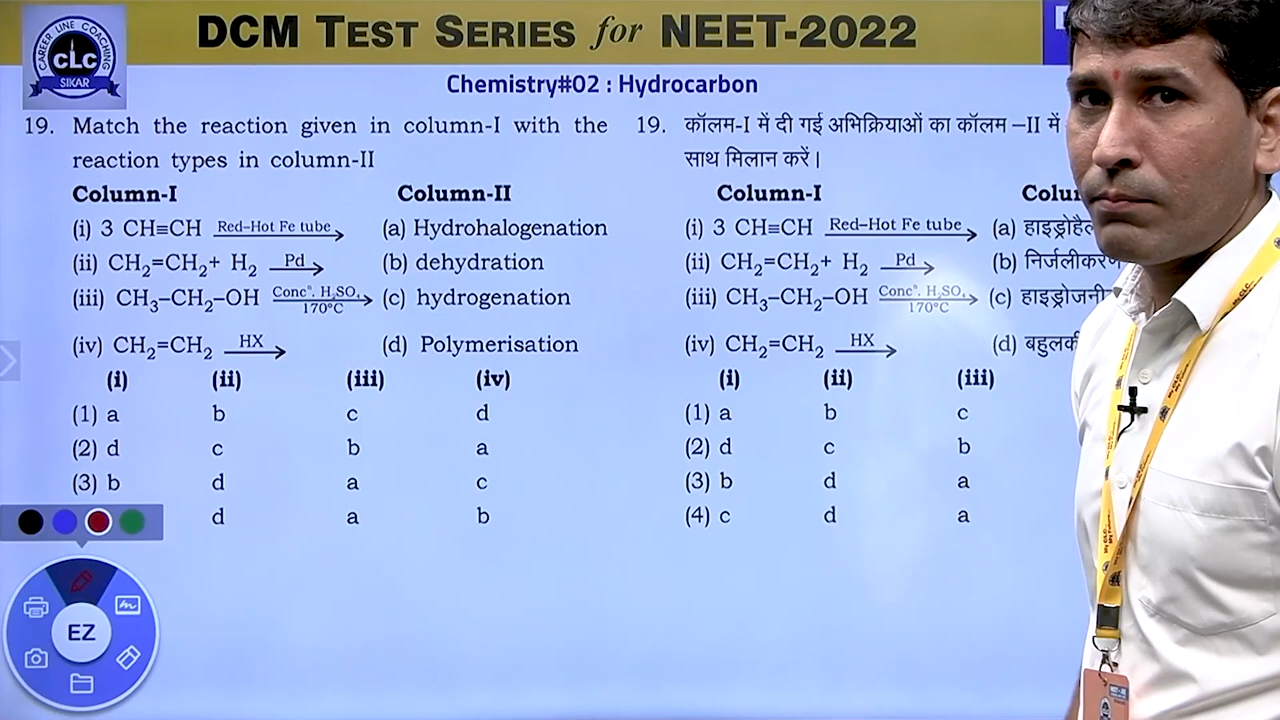 CAREER LINE COACHING
CLC
SIKAR
DCM TEST SERIES for NEET-2022
Chemistry#02 : Hydrocarbon
19. Match the reaction given in column-I with the
reaction types in column-II
Column-I Column-II
(i) 3 CH≡CH Red–Hot Fe tube (a) Hydrohalogenation
(ii) CH₂=CH₂+ H₂ Pd (b) dehydration
(iii) CH₃–CH₂–OH Concⁿ. H₂SO₄ 170°C (c) hydrogenation
(iv) CH₂=CH₂ HX (d) Polymerisation
(i) (ii) (iii) (iv)
(1) a b c d
(2) d c b a
(3) b d a c
d a b
19. कॉलम-I में दी गई अभिक्रियाओं का कॉलम –II में
साथ मिलान करें।
Column-I
(i) 3 CH≡CH Red–Hot Fe tube (a)
(ii) CH₂=CH₂+ H₂ Pd (b) निर्जलीकरण
(iii) CH₃–CH₂–OH Concⁿ. H₂SO₄ 170°C (c)
(iv) CH₂=CH₂ HX (d)
(i) (ii) (iii)
(1) a b c
(2) d c b
(3) b d a
(4) c d a
EZ